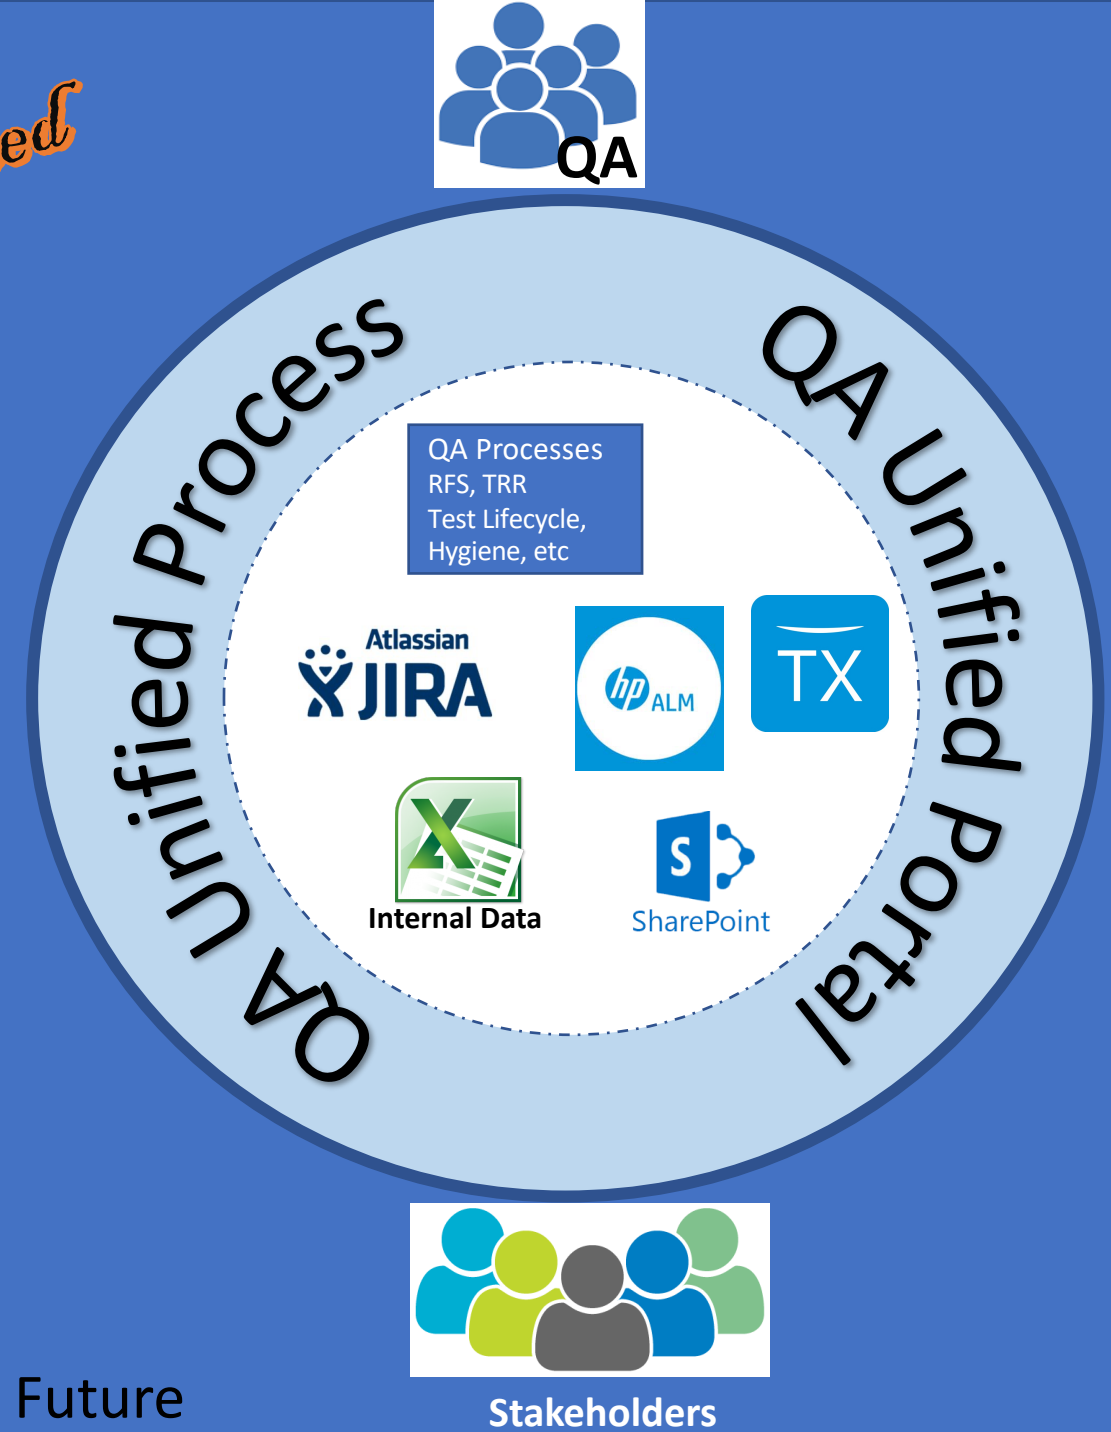 ed
QA
QA Unified Process
QA Unified Portal
QA Processes
RFS, TRR
Test Lifecycle,
Hygiene, etc
Atlassian
JIRA
hp ALM
TX
X
Internal Data
S
SharePoint
Future
Stakeholders